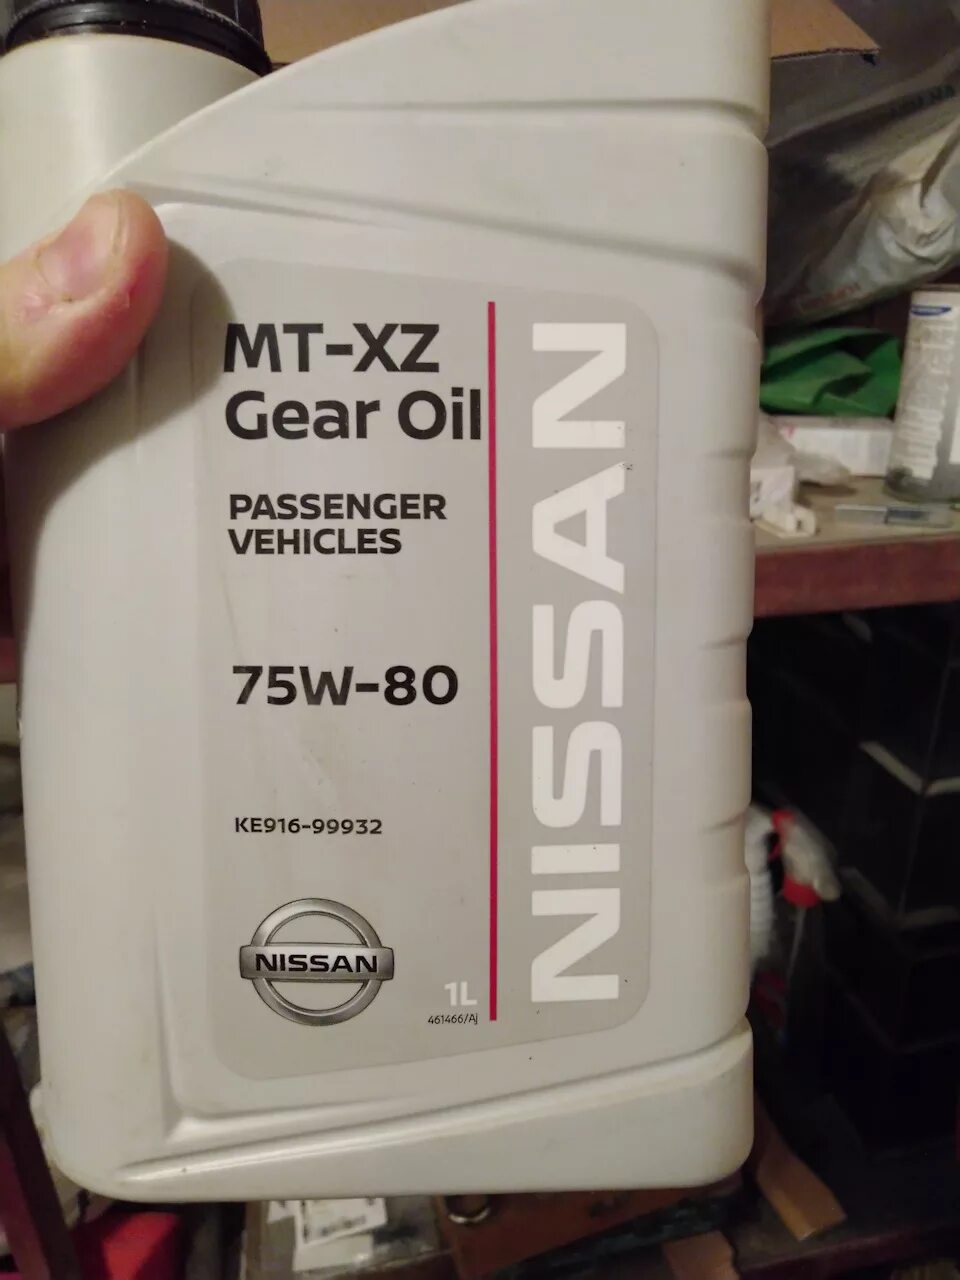 MT-XZ
Gear Oil
PASSENGER
VEHICLES
75W-80
KE916-99932
NISSAN
1L
461466/AJ
NISSAN